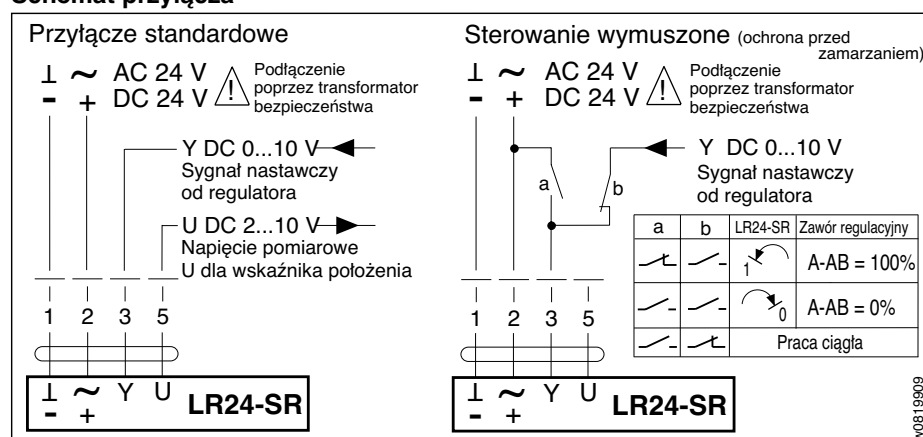 Schemat przyłącza
Przyłącze standardowe
⊥ ~ AC 24 V
- + DC 24 V
!
Podłączenie
poprzez transformator
bezpieczeństwa
Y DC 0...10 V
Sygnał nastawczy
od regulatora
U DC 2...10 V
Napięcie pomiarowe
U dla wskaźnika położenia
1 2 3 5
⊥ ~ Y U
- +
LR24-SR
Sterowanie wymuszone (ochrona przed
zamarzaniem)
⊥ ~ AC 24 V
- + DC 24 V
!
Podłączenie
poprzez transformator
bezpieczeństwa
Y DC 0...10 V
Sygnał nastawczy
od regulatora
a
b
a b LR24-SR Zawór regulacyjny
1 A-AB = 100%
0 A-AB = 0%
Praca ciągła
1 2 3 5
⊥ ~ Y U
- +
LR24-SR
w0819909